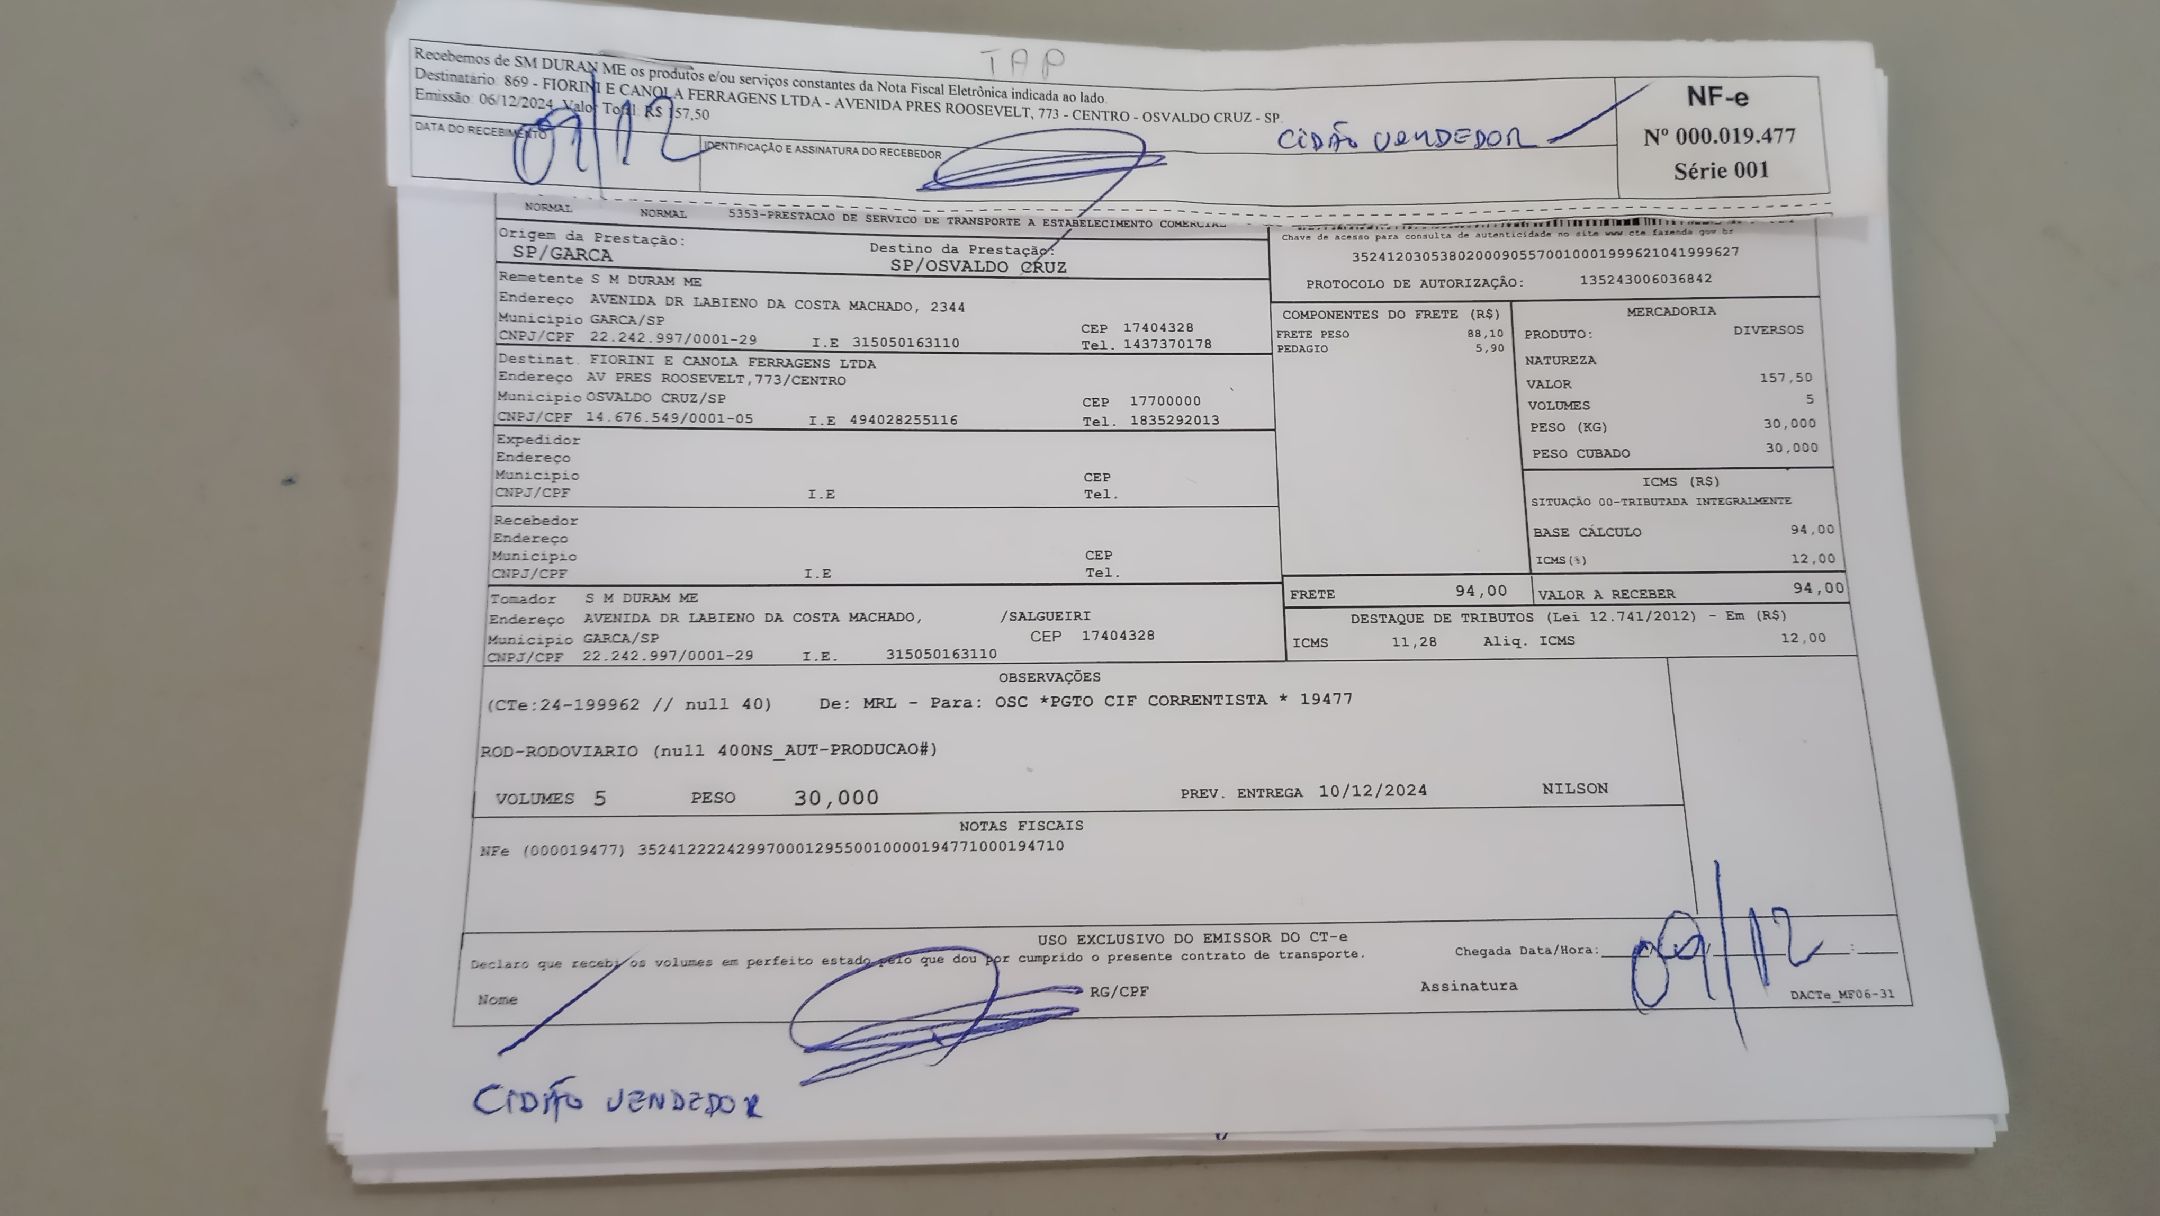 TAP
Recebemos de SM DURAN ME os produtos e/ou serviços constantes da Nota Fiscal Eletrônica indicada ao lado.
Destinatário: 869 - FIORINI E CANOLA FERRAGENS LTDA - AVENIDA PRES ROOSEVELT, 773 - CENTRO - OSVALDO CRUZ - SP.
Emissão: 06/12/2024 Valor Total: R$ 157,50
DATA DO RECEBIMENTO
09/12
IDENTIFICAÇÃO E ASSINATURA DO RECEBEDOR
CIDÃO VENDEDOR
NF-e
Nº 000.019.477
Série 001
NORMAL NORMAL 5353-PRESTACAO DE SERVICO DE TRANSPORTE A ESTABELECIMENTO COMERCIAL
Origem da Prestação: Destino da Prestação:
SP/GARCA SP/OSVALDO CRUZ
Remetente S M DURAM ME
Endereço AVENIDA DR LABIENO DA COSTA MACHADO, 2344
Municipio GARCA/SP CEP 17404328
CNPJ/CPF 22.242.997/0001-29 I.E 315050163110 Tel. 1437370178
Destinat. FIORINI E CANOLA FERRAGENS LTDA
Endereço AV PRES ROOSEVELT,773/CENTRO
Municipio OSVALDO CRUZ/SP CEP 17700000
CNPJ/CPF 14.676.549/0001-05 I.E 494028255116 Tel. 1835292013
Expedidor
Endereço
Municipio CEP
CNPJ/CPF I.E Tel.
Recebedor
Endereço
Municipio CEP
CNPJ/CPF I.E Tel.
Tomador S M DURAM ME
Endereço AVENIDA DR LABIENO DA COSTA MACHADO, /SALGUEIRI
Municipio GARCA/SP CEP 17404328
CNPJ/CPF 22.242.997/0001-29 I.E. 315050163110
Chave de acesso para consulta de autenticidade no site www.cte.fazenda.gov.br
35241203053802000905570010001999621041999627
PROTOCOLO DE AUTORIZAÇÃO: 135243006036842
COMPONENTES DO FRETE (R$)
FRETE PESO 88,10
PEDAGIO 5,90
MERCADORIA
PRODUTO: DIVERSOS
NATUREZA
VALOR 157,50
VOLUMES 5
PESO (KG) 30,000
PESO CUBADO 30,000
ICMS (R$)
SITUAÇÃO 00-TRIBUTADA INTEGRALMENTE
BASE CÁLCULO 94,00
ICMS(%) 12,00
FRETE 94,00 VALOR A RECEBER 94,00
DESTAQUE DE TRIBUTOS (Lei 12.741/2012) - Em (R$)
ICMS 11,28 Aliq. ICMS 12,00
OBSERVAÇÕES
(CTe:24-199962 // null 40) De: MRL - Para: OSC *PGTO CIF CORRENTISTA * 19477
ROD-RODOVIARIO (null 400NS_AUT-PRODUCAO#)
VOLUMES 5 PESO 30,000 PREV. ENTREGA 10/12/2024 NILSON
NOTAS FISCAIS
NFe (000019477) 35241222242997000129550010000194771000194710
USO EXCLUSIVO DO EMISSOR DO CT-e
Declaro que recebi os volumes em perfeito estado pelo que dou por cumprido o presente contrato de transporte.
Chegada Data/Hora: 09/12
Nome RG/CPF Assinatura
DACTe_MF06-31
CIDÃO VENDEDOR